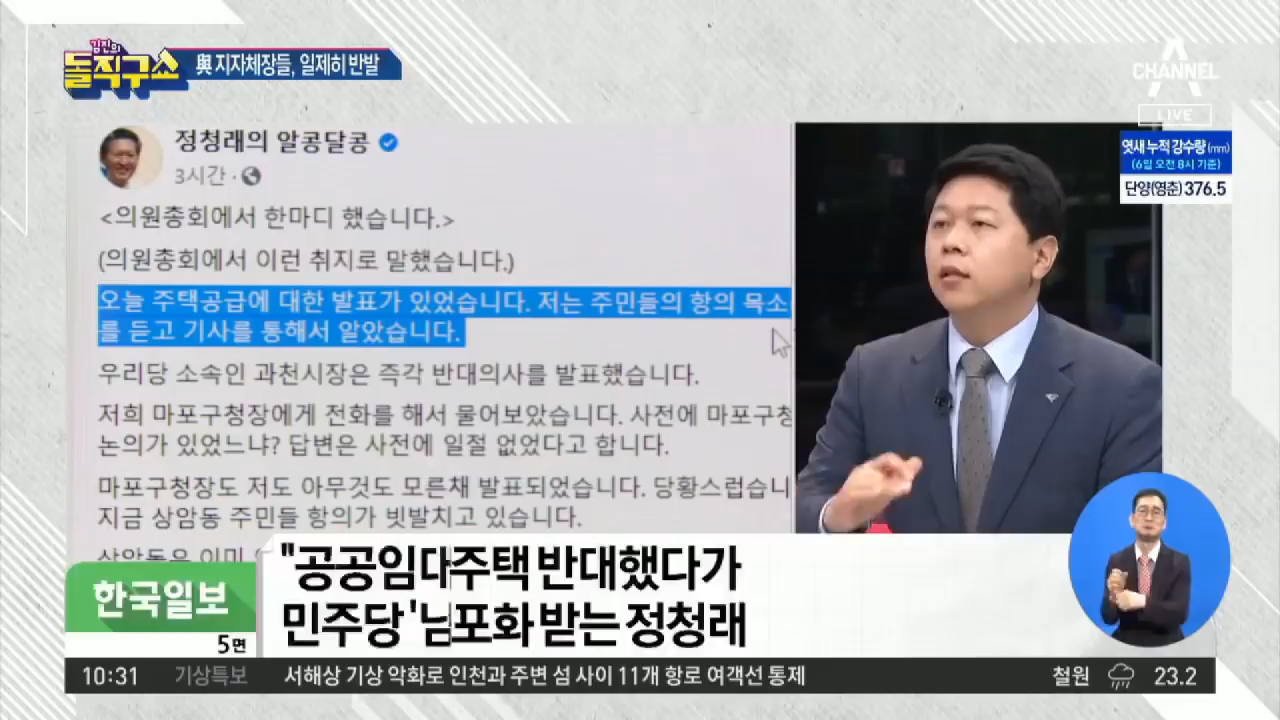 김진의
돌직구쇼
與 지자체장들, 일제히 반발
CHANNEL A
LIVE
엿새 누적 강수량(mm)
(6일 오전 8시 기준)
단양(영춘) 376.5
정청래의 알콩달콩
3시간 ·
<의원총회에서 한마디 했습니다.>
(의원총회에서 이런 취지로 말했습니다.)
오늘 주택공급에 대한 발표가 있었습니다. 저는 주민들의 항의 목소
를 듣고 기사를 통해서 알았습니다.
우리당 소속인 과천시장은 즉각 반대의사를 발표했습니다.
저희 마포구청장에게 전화를 해서 물어보았습니다. 사전에 마포구청
논의가 있었느냐? 답변은 사전에 일절 없었다고 합니다.
마포구청장도 저도 아무것도 모른채 발표되었습니다. 당황스럽습니
지금 상암동 주민들 항의가 빗발치고 있습니다.
상암동은 이미
한국일보
5면
"공공임대주택 반대했다가
민주당 '포화 받는 정청래
10:31 기상특보 서해상 기상 악화로 인천과 주변 섬 사이 11개 항로 여객선 통제 철원 23.2